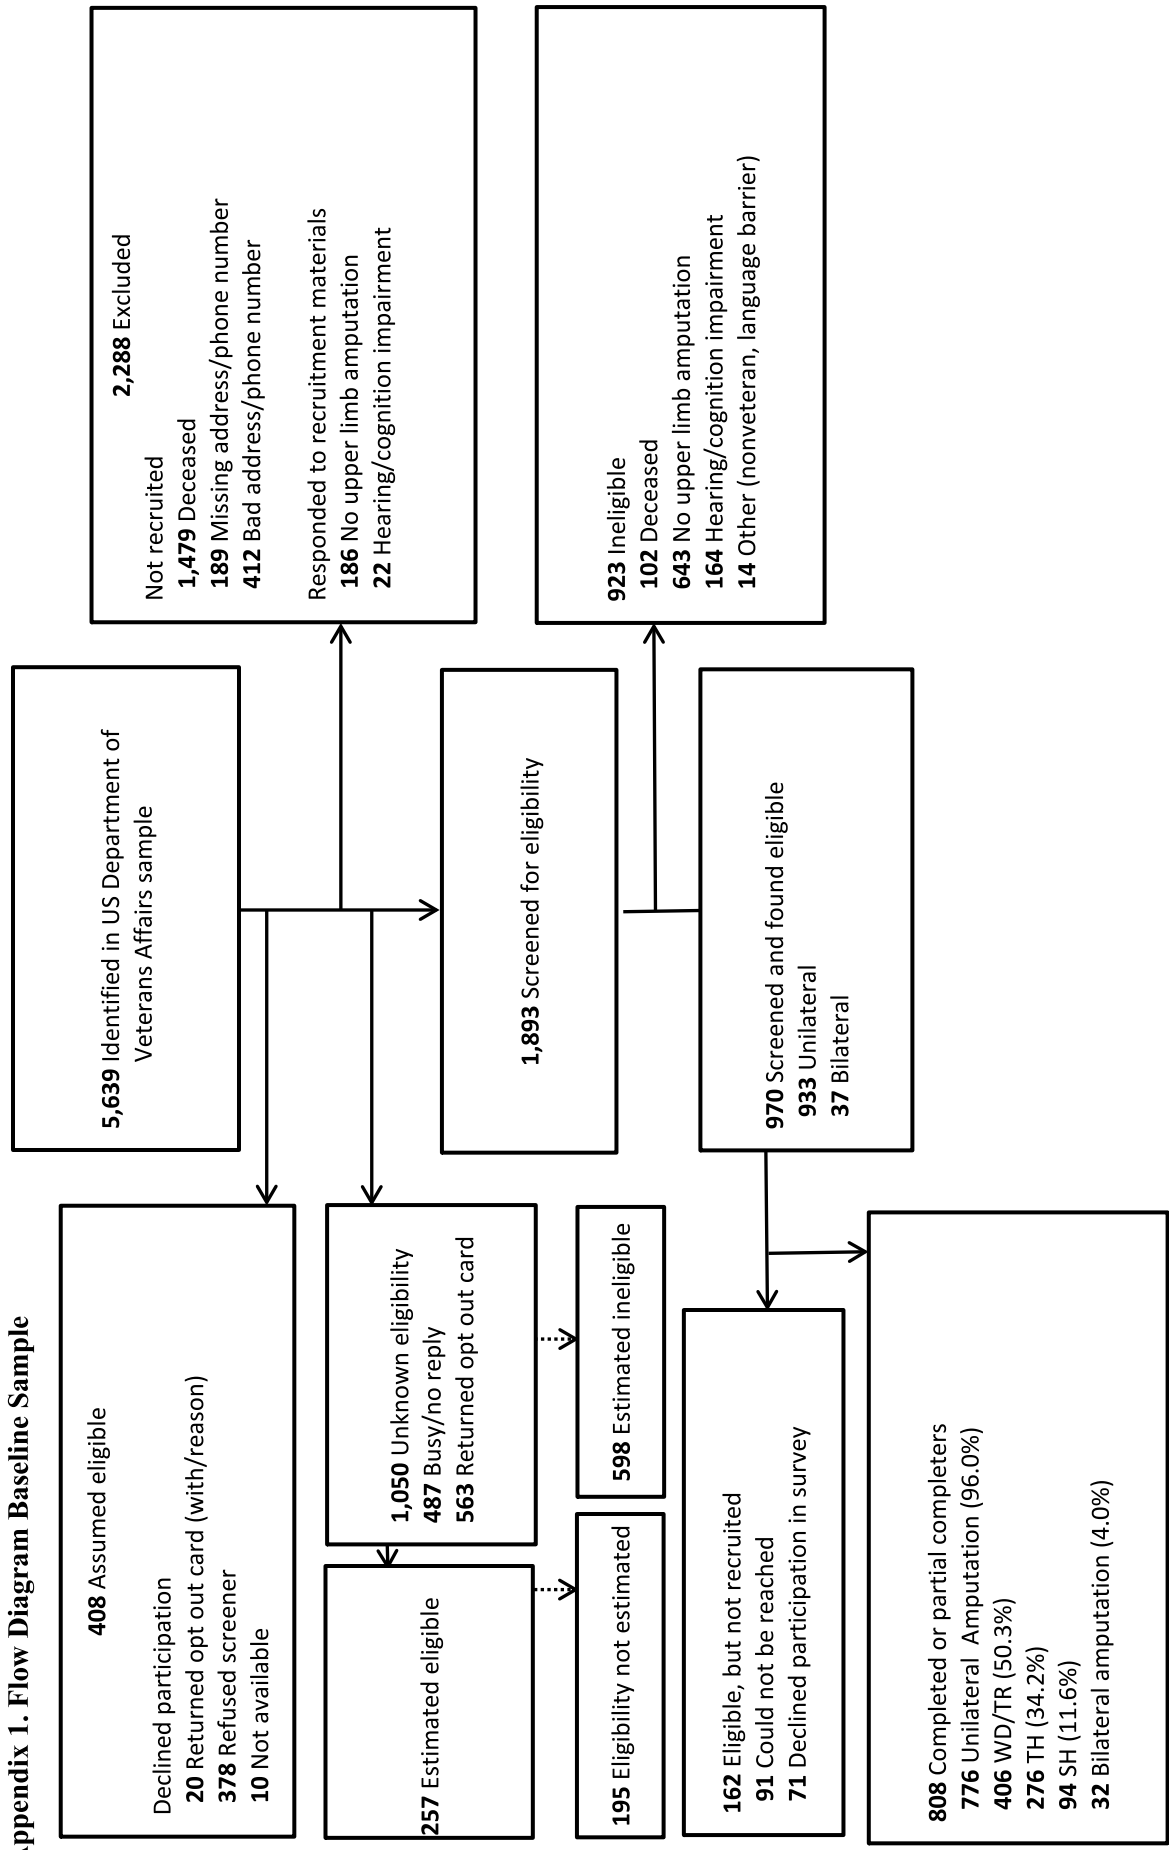 ppendix 1. Flow Diagram Baseline Sample
408 Assumed eligible
Declined participation
20 Returned opt out card (with/reason)
378 Refused screener
10 Not available
5,639 Identified in US Department of
Veterans Affairs sample
2,288 Excluded
Not recruited
1,479 Deceased
189 Missing address/phone number
412 Bad address/phone number
Responded to recruitment materials
186 No upper limb amputation
22 Hearing/cognition impairment
257 Estimated eligible
1,050 Unknown eligibility
487 Busy/no reply
563 Returned opt out card
1,893 Screened for eligibility
195 Eligibility not estimated
598 Estimated ineligible
923 Ineligible
102 Deceased
643 No upper limb amputation
164 Hearing/cognition impairment
14 Other (nonveteran, language barrier)
162 Eligible, but not recruited
91 Could not be reached
71 Declined participation in survey
970 Screened and found eligible
933 Unilateral
37 Bilateral
808 Completed or partial completers
776 Unilateral  Amputation (96.0%)
406 WD/TR (50.3%)
276 TH (34.2%)
94 SH (11.6%)
32 Bilateral amputation (4.0%)